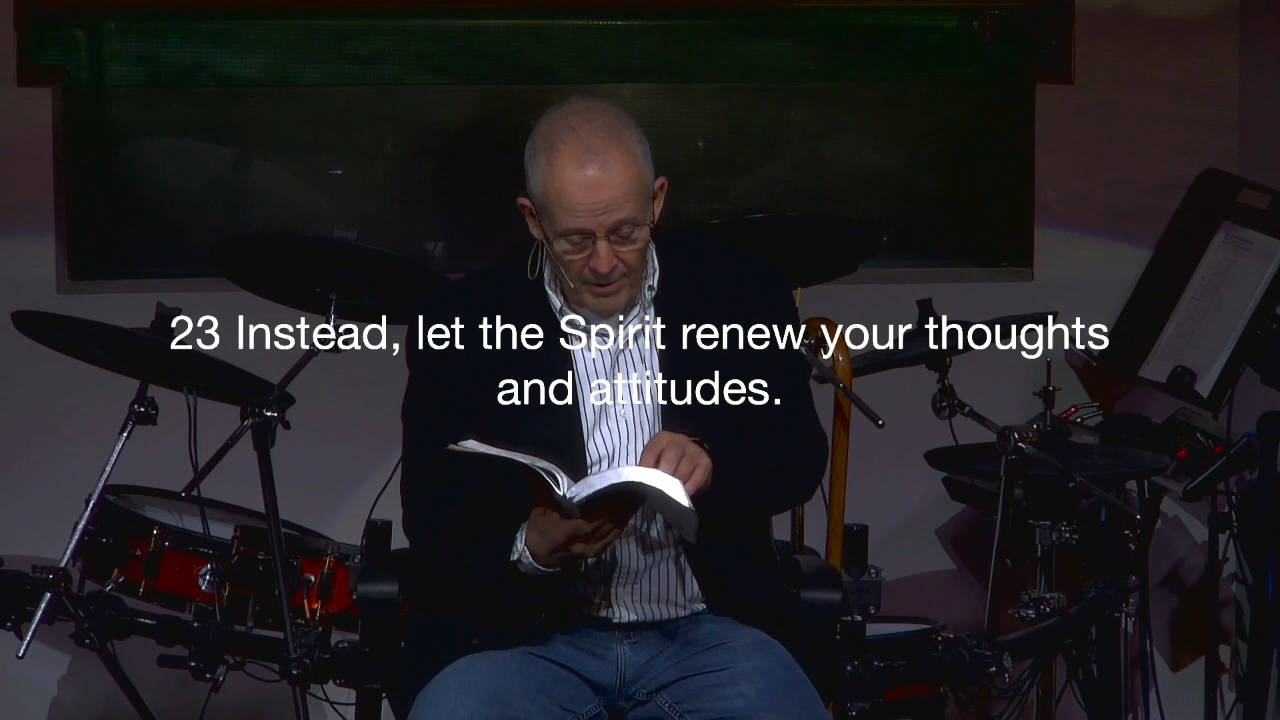 23 Instead, let the Spirit renew your thoughts
and attitudes.